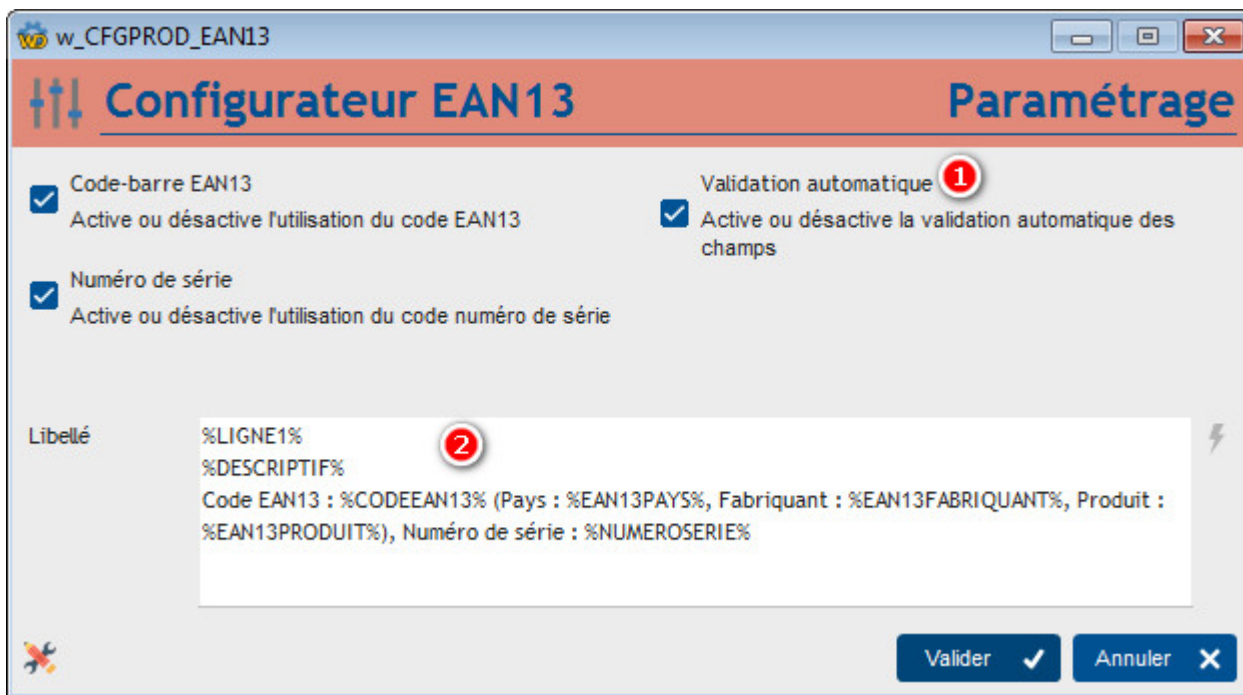 w_CFGPROD_EAN13
Configurateur EAN13
Paramétrage
Code-barre EAN13
Active ou désactive l'utilisation du code EAN13
Validation automatique 1
Active ou désactive la validation automatique des
champs
Numéro de série
Active ou désactive l'utilisation du code numéro de série
Libellé
%LIGNE1%
2
%DESCRIPTIF%
Code EAN13 : %CODEEAN13% (Pays : %EAN13PAYS%, Fabriquant : %EAN13FABRIQUANT%, Produit :
%EAN13PRODUIT%), Numéro de série : %NUMEROSERIE%
Valider
Annuler